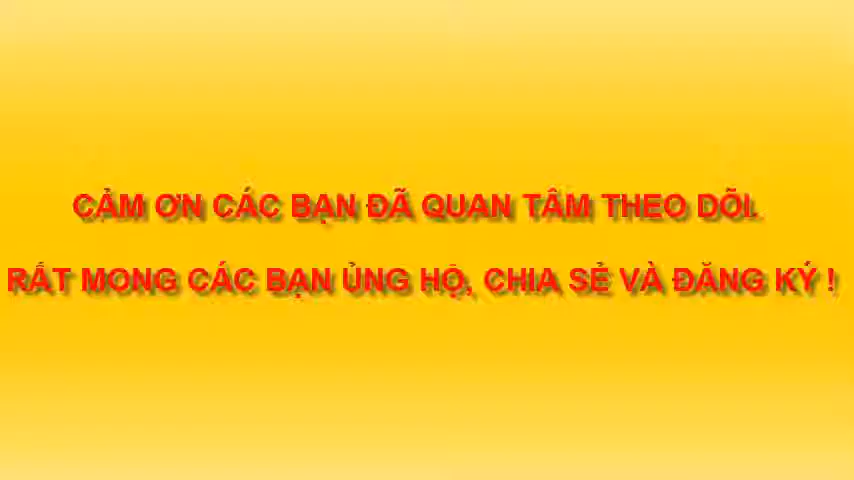 CẢM ƠN CÁC BẠN ĐÃ QUAN TÂM THEO DÕI.
RẤT MONG CÁC BẠN ỦNG HỘ, CHIA SẺ VÀ ĐĂNG KÝ !